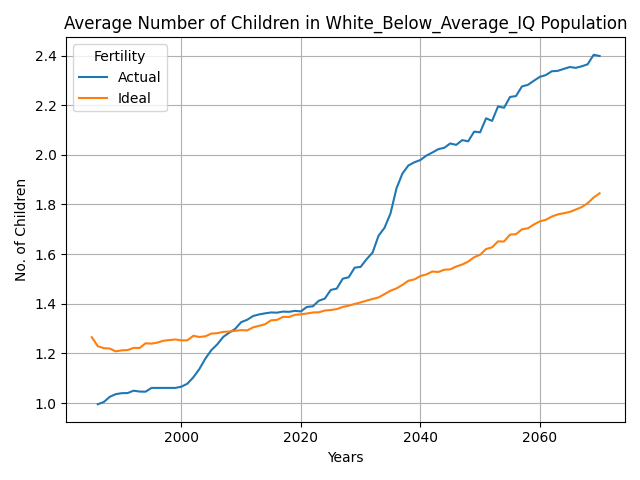 Average Number of Children in White_Below_Average_IQ Population
Fertility
Actual
Ideal
No. of Children
2.4
2.2
2.0
1.8
1.6
1.4
1.2
1.0
2000
2020
2040
2060
Years